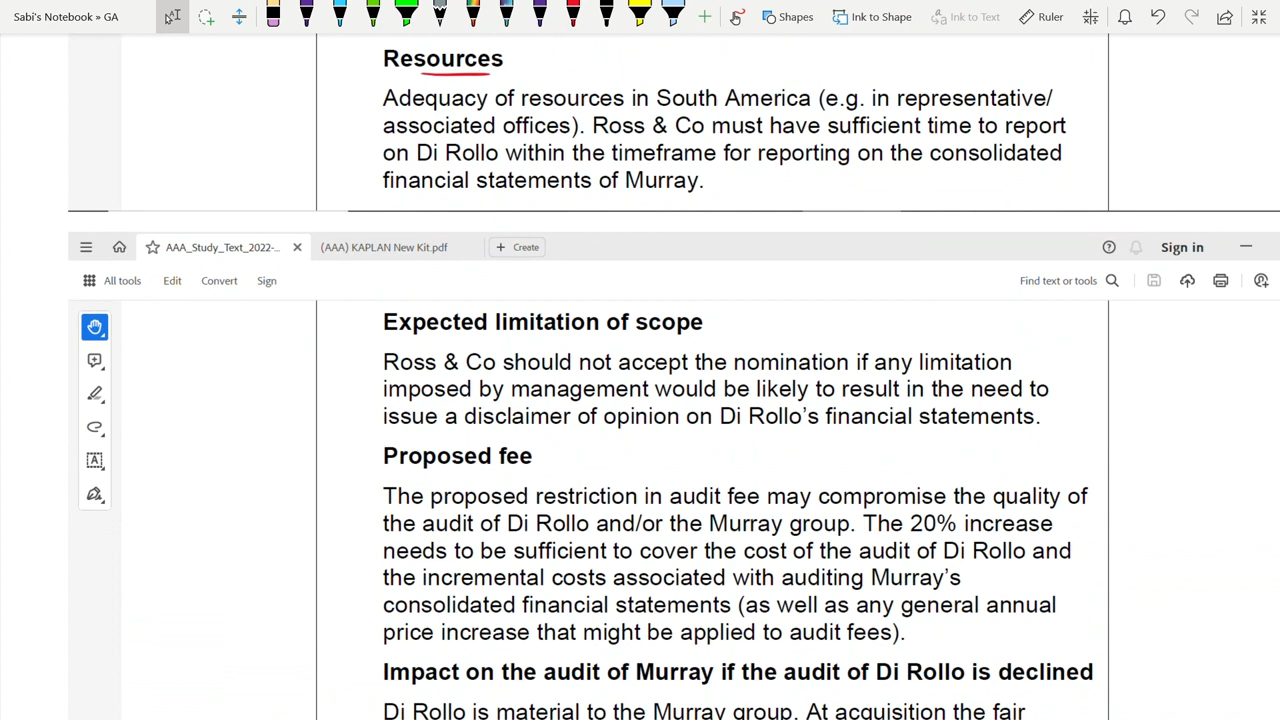 Sabi's Notebook » GA
Shapes
Ink to Shape
Ink to Text
Ruler
Resources
Adequacy of resources in South America (e.g. in representative/
associated offices). Ross & Co must have sufficient time to report
on Di Rollo within the timeframe for reporting on the consolidated
financial statements of Murray.
AAA_Study_Text_2022-...
(AAA) KAPLAN New Kit.pdf
Create
Sign in
All tools
Edit
Convert
Sign
Find text or tools
Expected limitation of scope
Ross & Co should not accept the nomination if any limitation
imposed by management would be likely to result in the need to
issue a disclaimer of opinion on Di Rollo’s financial statements.
Proposed fee
The proposed restriction in audit fee may compromise the quality of
the audit of Di Rollo and/or the Murray group. The 20% increase
needs to be sufficient to cover the cost of the audit of Di Rollo and
the incremental costs associated with auditing Murray’s
consolidated financial statements (as well as any general annual
price increase that might be applied to audit fees).
Impact on the audit of Murray if the audit of Di Rollo is declined
Di Rollo is material to the Murray group. At acquisition the fair